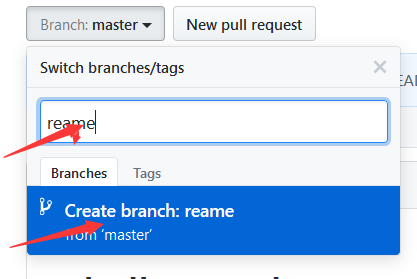 Branch: master
New pull request
Switch branches/tags
reame
Branches
Tags
Create branch: reame
from ‘master’